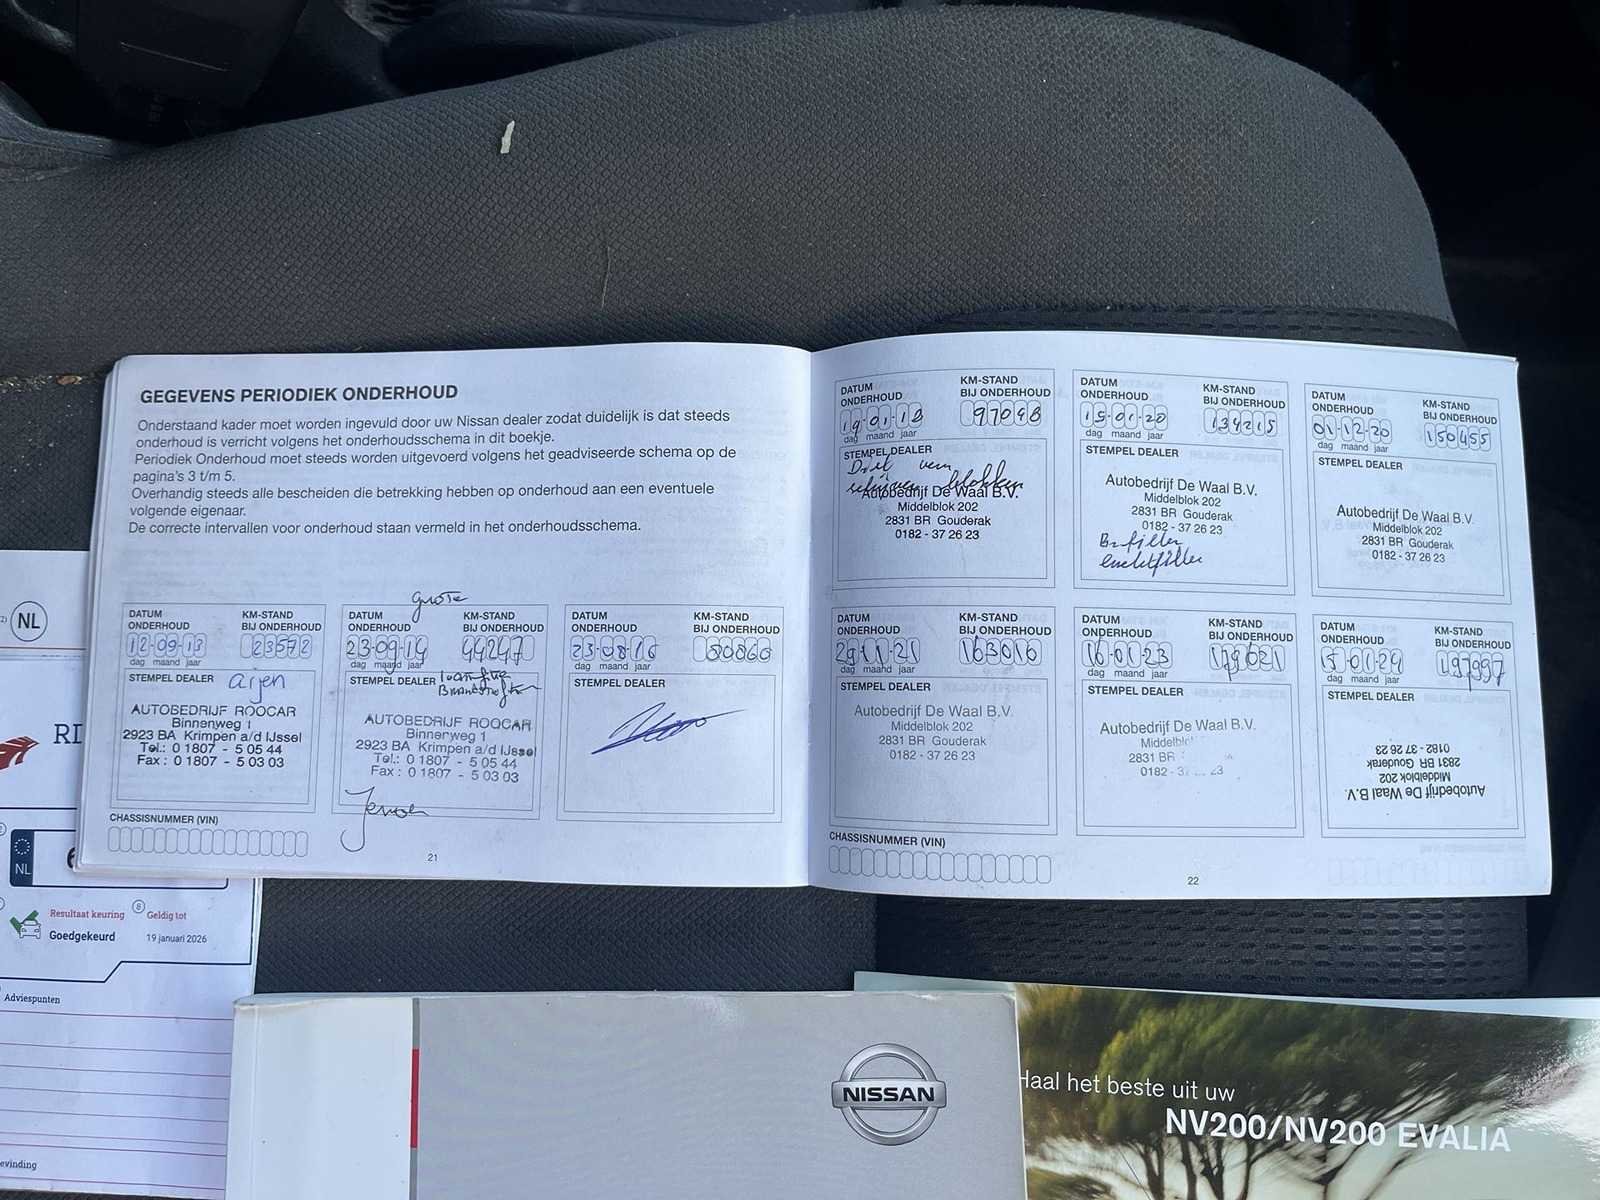 GEGEVENS PERIODIEK ONDERHOUD
Onderstaand kader moet worden ingevuld door uw Nissan dealer zodat duidelijk is dat steeds
onderhoud is verricht volgens het onderhoudsschema in dit boekje.
Periodiek Onderhoud moet steeds worden uitgevoerd volgens het geadviseerde schema op de
pagina's 3 t/m 5.
Overhandig steeds alle bescheiden die betrekking hebben op onderhoud aan een eventuele
volgende eigenaar.
De correcte intervallen voor onderhoud staan vermeld in het onderhoudsschema.
DATUM ONDERHOUD
KM-STAND BIJ ONDERHOUD
12-09-13
23572
dag maand jaar
STEMPEL DEALER
arjen
AUTOBEDRIJF ROOCAR
Binnenweg 1
2923 BA Krimpen a/d IJssel
Tel.: 0 1807 - 5 05 44
Fax : 0 1807 - 5 03 03
grote
DATUM ONDERHOUD
KM-STAND BIJ ONDERHOUD
23-09-14
44247
dag maand jaar
STEMPEL DEALER
AUTOBEDRIJF ROOCAR
Binnenweg 1
2923 BA Krimpen a/d IJssel
Tel.: 0 1807 - 5 05 44
Fax : 0 1807 - 5 03 03
Jeroen
DATUM ONDERHOUD
KM-STAND BIJ ONDERHOUD
23-08-16
80860
dag maand jaar
STEMPEL DEALER
CHASSISNUMMER (VIN)
21
DATUM ONDERHOUD
KM-STAND BIJ ONDERHOUD
19-01-18
97048
dag maand jaar
STEMPEL DEALER
blokken
Autobedrijf De Waal B.V.
Middelblok 202
2831 BR Gouderak
0182 - 37 26 23
DATUM ONDERHOUD
KM-STAND BIJ ONDERHOUD
15-01-20
134215
dag maand jaar
STEMPEL DEALER
Autobedrijf De Waal B.V.
Middelblok 202
2831 BR Gouderak
0182 - 37 26 23
Br filter
luchtfilter
DATUM ONDERHOUD
KM-STAND BIJ ONDERHOUD
01-12-20
150455
dag maand jaar
STEMPEL DEALER
Autobedrijf De Waal B.V.
Middelblok 202
2831 BR Gouderak
0182 - 37 26 23
DATUM ONDERHOUD
KM-STAND BIJ ONDERHOUD
29-11-21
163016
dag maand jaar
STEMPEL DEALER
Autobedrijf De Waal B.V.
Middelblok 202
2831 BR Gouderak
0182 - 37 26 23
DATUM ONDERHOUD
KM-STAND BIJ ONDERHOUD
16-01-23
179621
dag maand jaar
STEMPEL DEALER
Autobedrijf De Waal B.V.
2831 BR
0182 -
DATUM ONDERHOUD
KM-STAND BIJ ONDERHOUD
15-01-24
197997
dag maand jaar
STEMPEL DEALER
Autobedrijf De Waal B.V.
Middelblok 202
2831 BR Gouderak
0182 - 37 26 23
CHASSISNUMMER (VIN)
22
NL
NL
Resultaat keuring
8 Geldig tot
Goedgekeurd
19 januari 2026
Adviespunten
NISSAN
Haal het beste uit uw
NV200/NV200 EVALIA